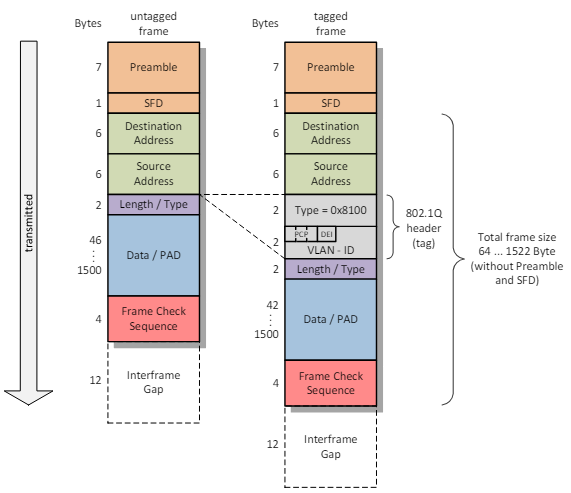 Bytes
untagged
frame
7
Preamble
1
SFD
6
Destination
Address
6
Source
Address
2
Length / Type
46
⋮
1500
Data / PAD
4
Frame Check
Sequence
12
Interframe
Gap
transmitted
Bytes
tagged
frame
7
Preamble
1
SFD
6
Destination
Address
6
Source
Address
2
Type = 0x8100
2
PCP
DEI
VLAN - ID
2
Length / Type
42
⋮
1500
Data / PAD
4
Frame Check
Sequence
12
Interframe
Gap
802.1Q
header
(tag)
Total frame size
64 ... 1522 Byte
(without Preamble
and SFD)